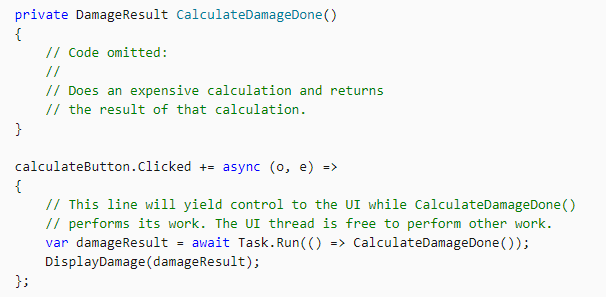 private DamageResult CalculateDamageDone()
{
    // Code omitted:
    //
    // Does an expensive calculation and returns
    // the result of that calculation.
}

calculateButton.Clicked += async (o, e) =>
{
    // This line will yield control to the UI while CalculateDamageDone()
    // performs its work. The UI thread is free to perform other work.
    var damageResult = await Task.Run(() => CalculateDamageDone());
    DisplayDamage(damageResult);
};